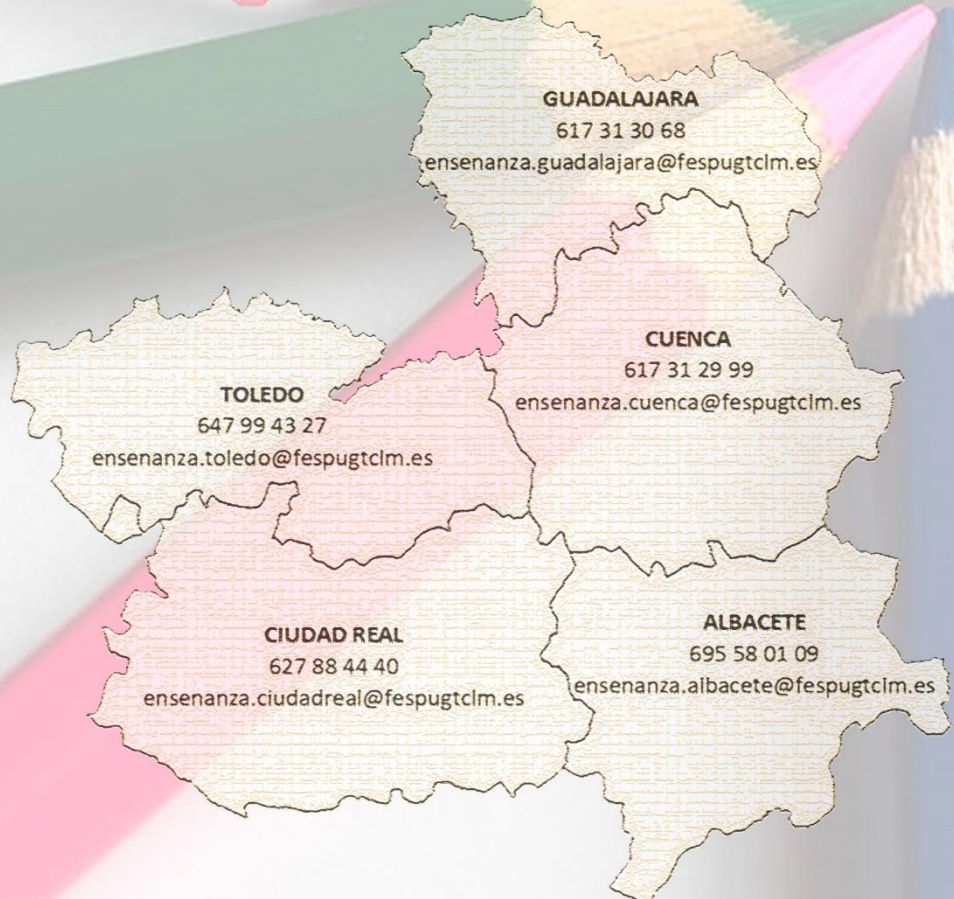 GUADALAJARA
617 31 30 68
ensenanza.guadalajara@fespugtclm.es
CUENCA
617 31 29 99
ensenanza.cuenca@fespugtclm.es
TOLEDO
647 99 43 27
ensenanza.toledo@fespugtclm.es
CIUDAD REAL
627 88 44 40
ensenanza.ciudadreal@fespugtclm.es
ALBACETE
695 58 01 09
ensenanza.albacete@fespugtclm.es